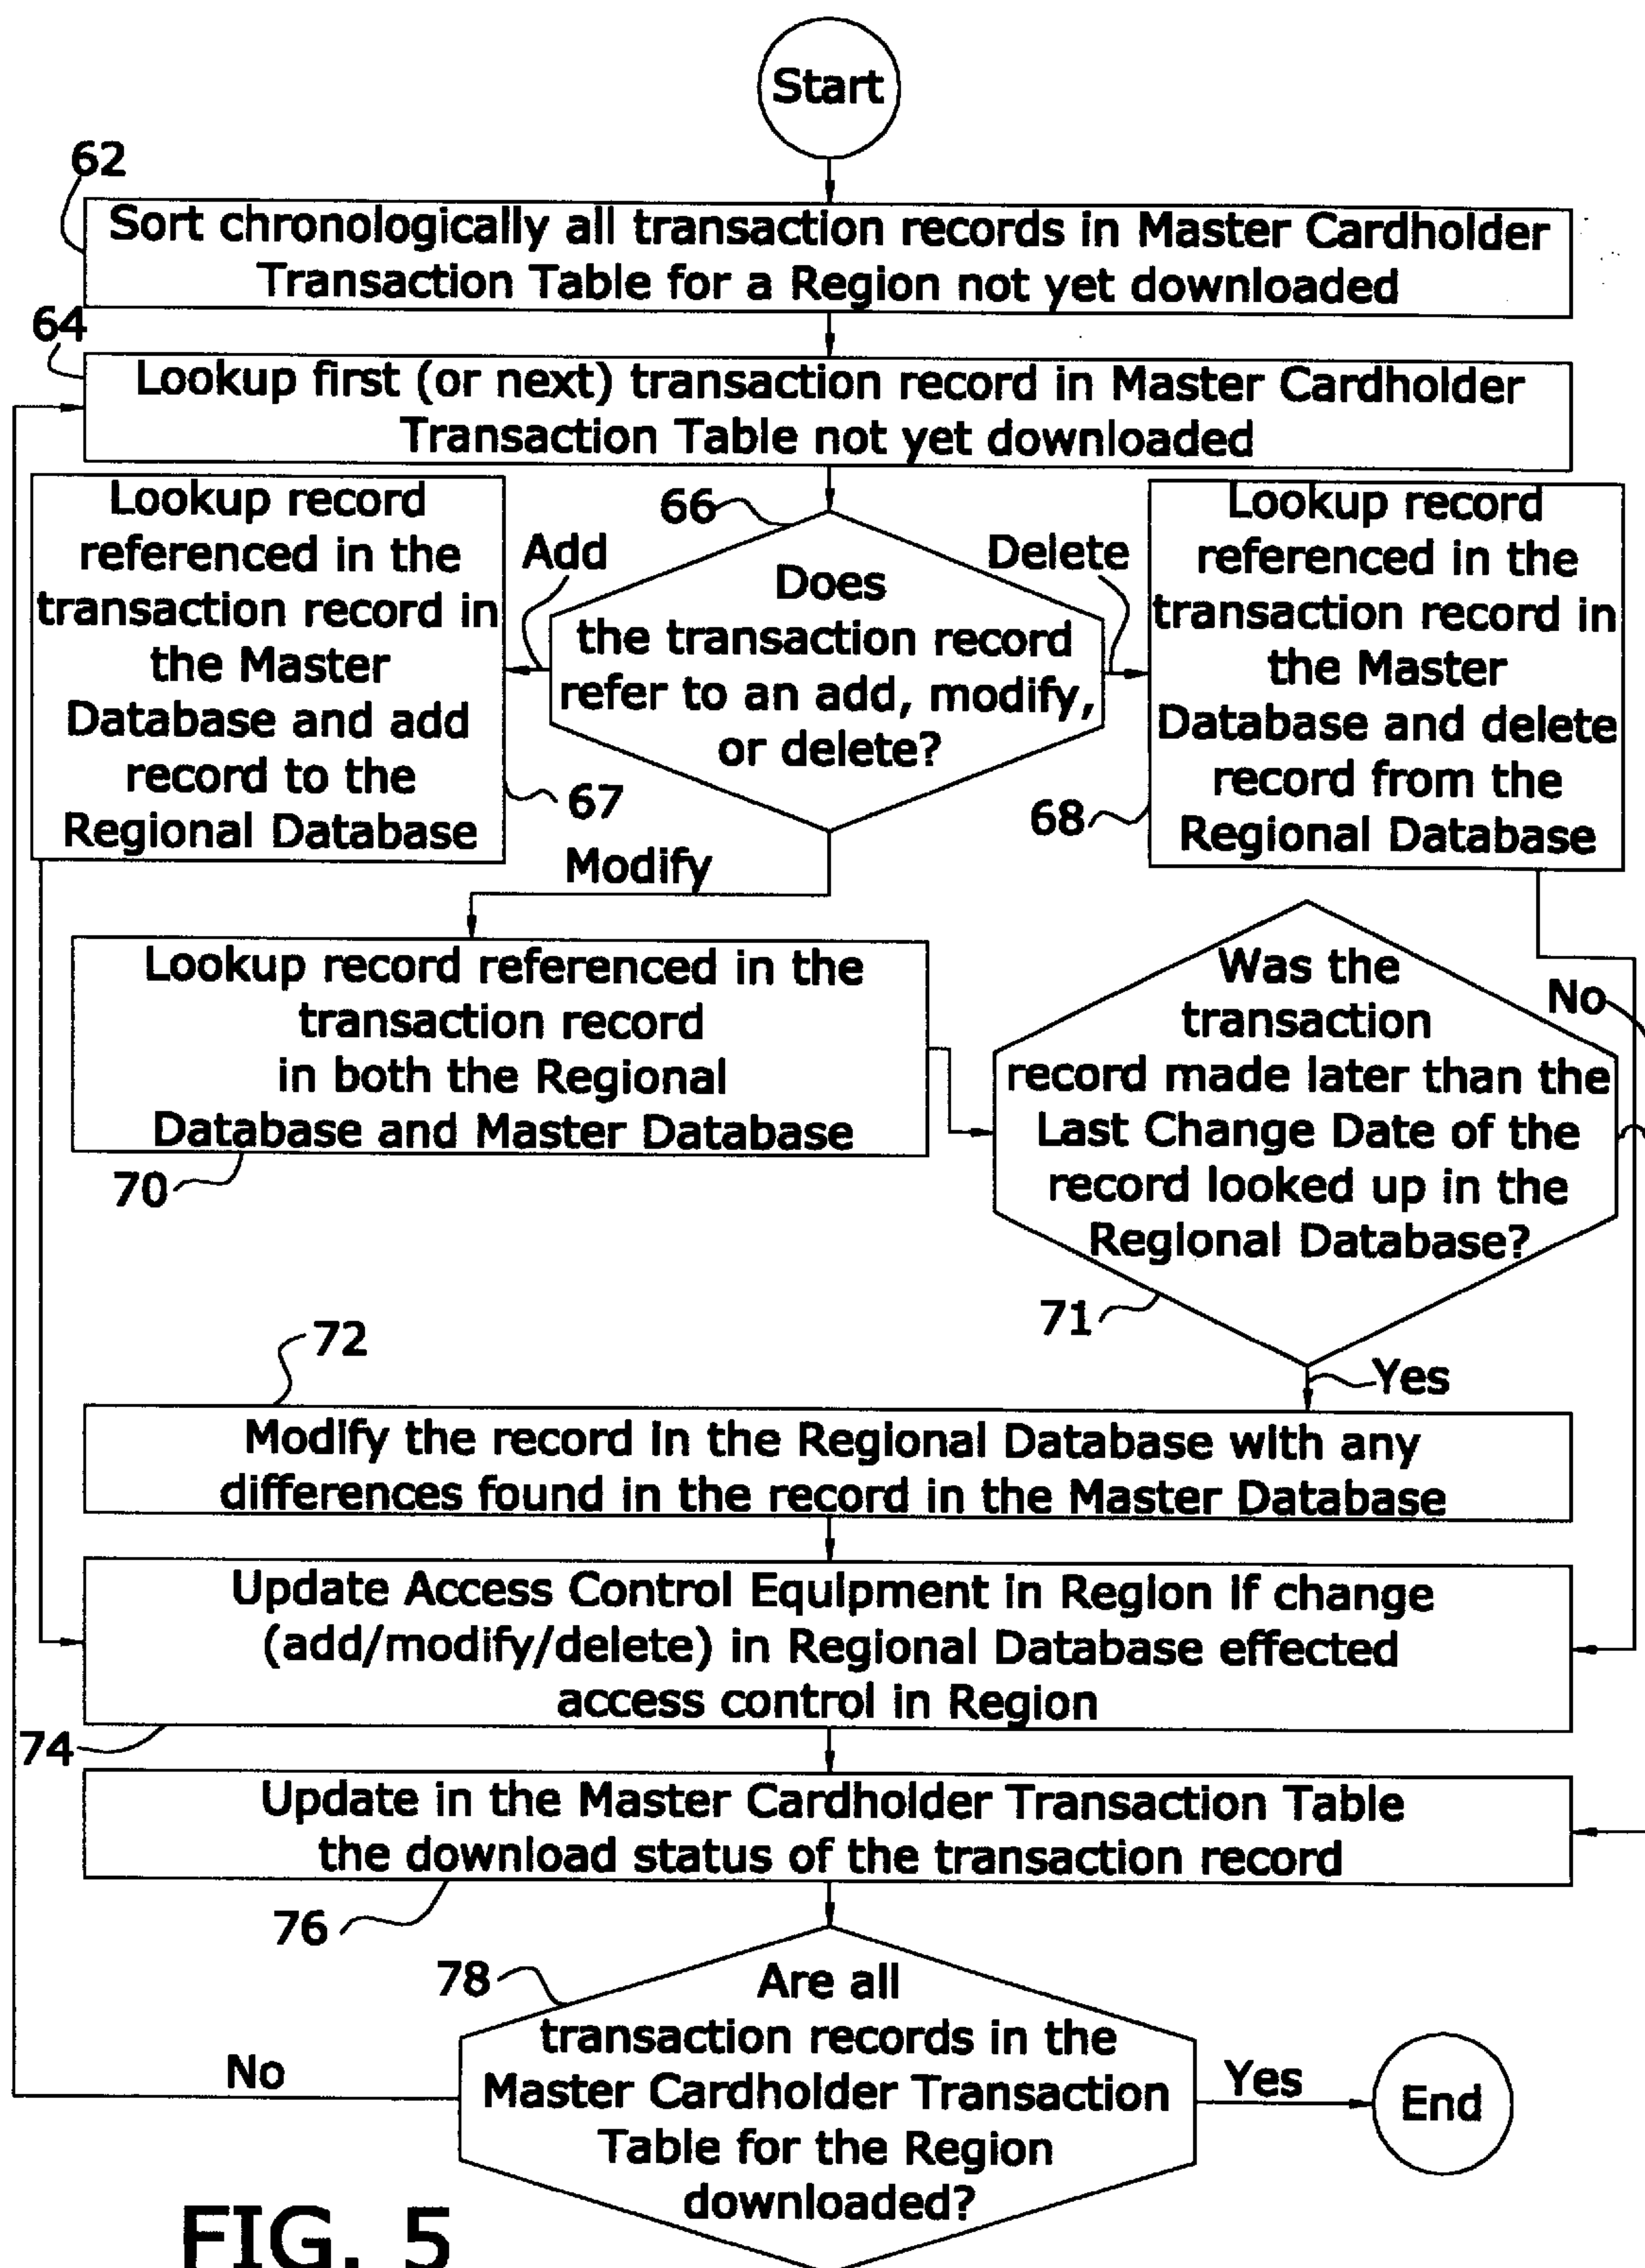 Start
62
Sort chronologically all transaction records in Master Cardholder
Transaction Table for a Region not yet downloaded
64
Lookup first (or next) transaction record in Master Cardholder
Transaction Table not yet downloaded
Lookup record
referenced in the
transaction record in
the Master
Database and add
record to the
Regional Database
67
Add
66
Does
the transaction record
refer to an add, modify,
or delete?
Delete
Lookup record
referenced in the
transaction record in
the Master
Database and delete
record from the
Regional Database
68
Modify
Lookup record referenced in the
transaction record
in both the Regional
Database and Master Database
70
Was the
transaction
record made later than the
Last Change Date of the
record looked up in the
Regional Database?
No
71
Yes
72
Modify the record in the Regional Database with any
differences found in the record in the Master Database
Update Access Control Equipment in Region if change
(add/modify/delete) in Regional Database effected
access control in Region
74
Update in the Master Cardholder Transaction Table
the download status of the transaction record
76
78
Are all
transaction records in the
Master Cardholder Transaction
Table for the Region
downloaded?
No
Yes
End
FIG. 5